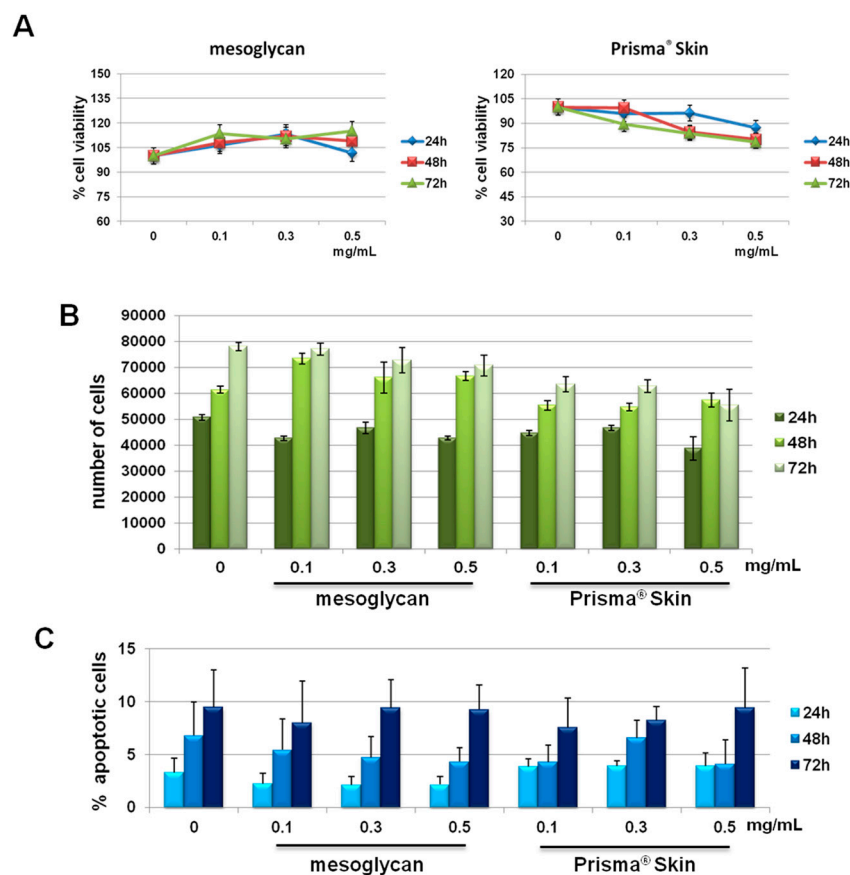 A
mesoglycan
Prisma® Skin
% cell viability
150
135
120
105
90
75
60
0 0.1 0.3 0.5
mg/mL
24h
48h
72h
% cell viability
120
105
90
75
60
45
30
0 0.1 0.3 0.5
mg/mL
24h
48h
72h
B
number of cells
90000
80000
70000
60000
50000
40000
30000
20000
10000
0
24h
48h
72h
0 0.1 0.3 0.5 0.1 0.3 0.5 mg/mL
mesoglycan Prisma® Skin
C
% apoptotic cells
15
10
5
0
24h
48h
72h
0 0.1 0.3 0.5 0.1 0.3 0.5 mg/mL
mesoglycan Prisma® Skin